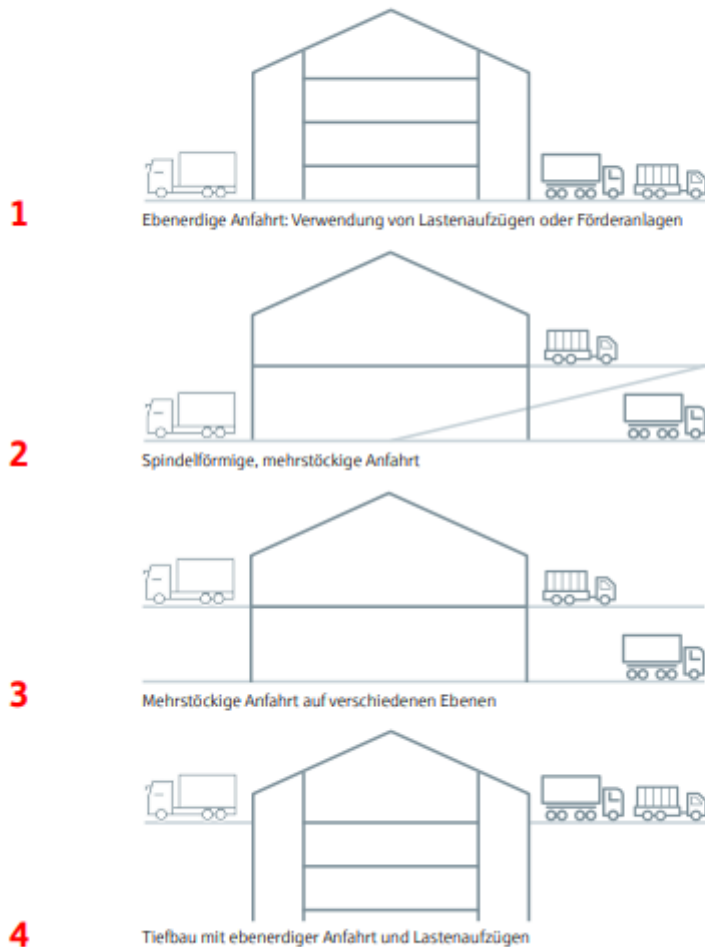 1
Ebenerdige Anfahrt: Verwendung von Lastenaufzügen oder Förderanlagen
2
Spindelförmige, mehrstöckige Anfahrt
3
Mehrstöckige Anfahrt auf verschiedenen Ebenen
4
Tiefbau mit ebenerdiger Anfahrt und Lastenaufzügen